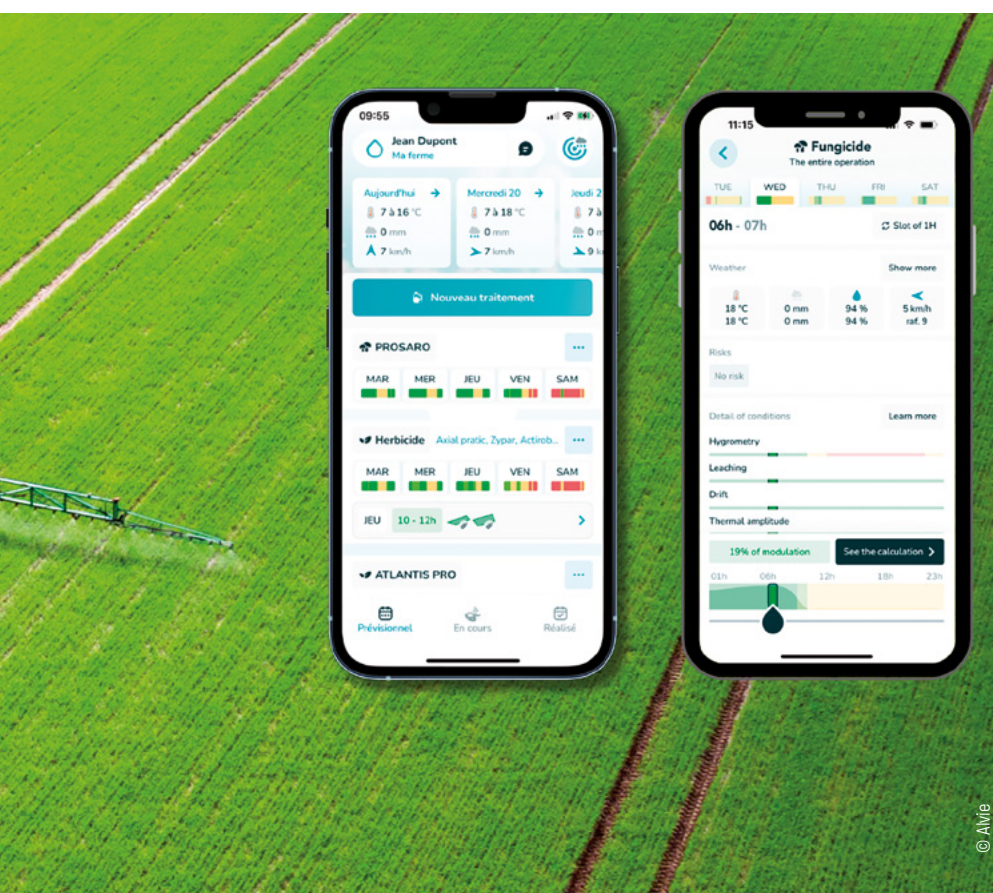 09:55
Jean Dupont
Ma ferme
Aujourd'hui
7 à 16 °C
0 mm
7 km/h
Mercredi 20
7 à 18 °C
0 mm
7 km/h
Jeudi 2
7 à
0 m
9 k
Nouveau traitement
PROSARO
MAR MER JEU VEN SAM
Herbicide Axial pratic, Zypar, Actirob...
MAR MER JEU VEN SAM
JEU 10 - 12h
ATLANTIS PRO
Prévisionnel En cours Réalisé
11:15
Fungicide
The entire operation
TUE WED THU FRI SAT
06h - 07h Slot of 1H
Weather Show more
18 °C 0 mm 94 % 5 km/h
18 °C 0 mm 94 % raf. 9
Risks
No risk
Detail of conditions Learn more
Hygrometry
Leaching
Drift
Thermal amplitude
19% of modulation See the calculation
01h 06h 12h 18h 23h
© Alvie